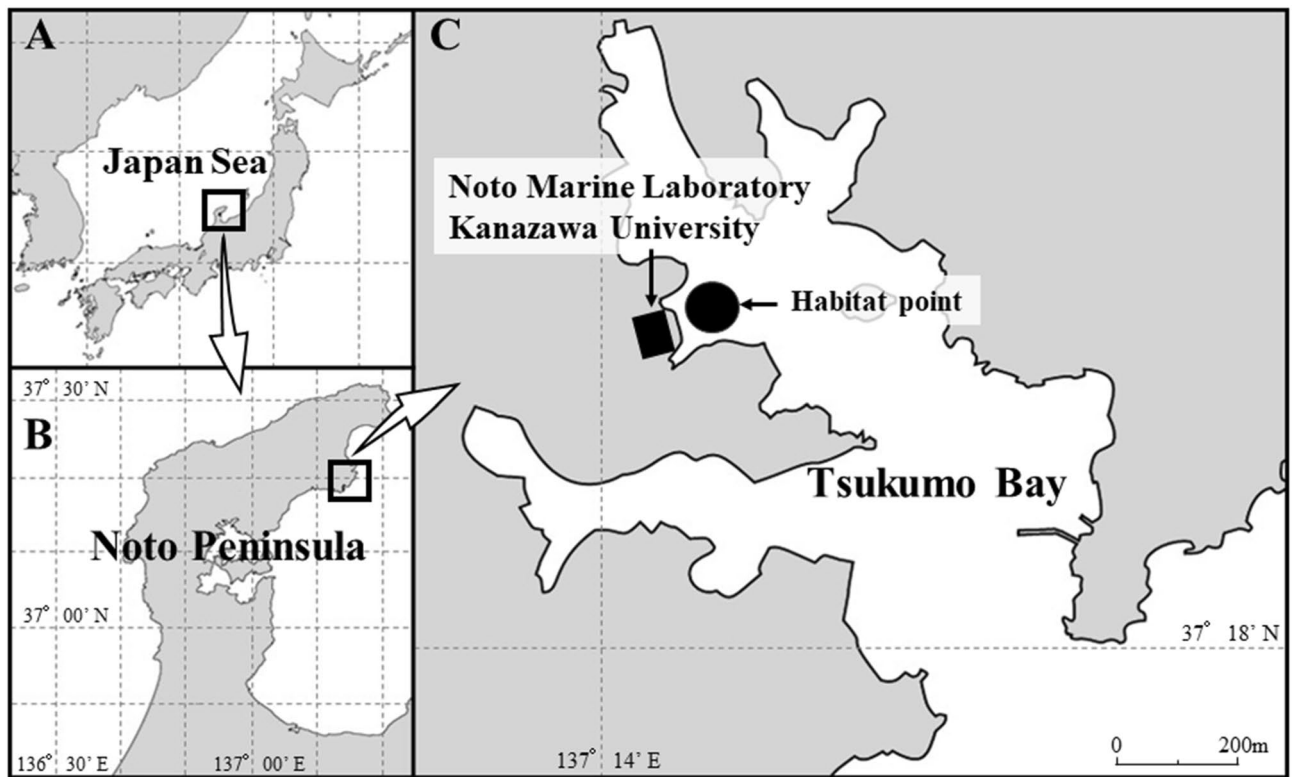 A
Japan Sea
B
37° 30’ N
Noto Peninsula
37° 00’ N
136° 30’ E
137° 00’ E
C
Noto Marine Laboratory
Kanazawa University
Habitat point
Tsukumo Bay
37° 18’ N
137° 14’ E
0 200m